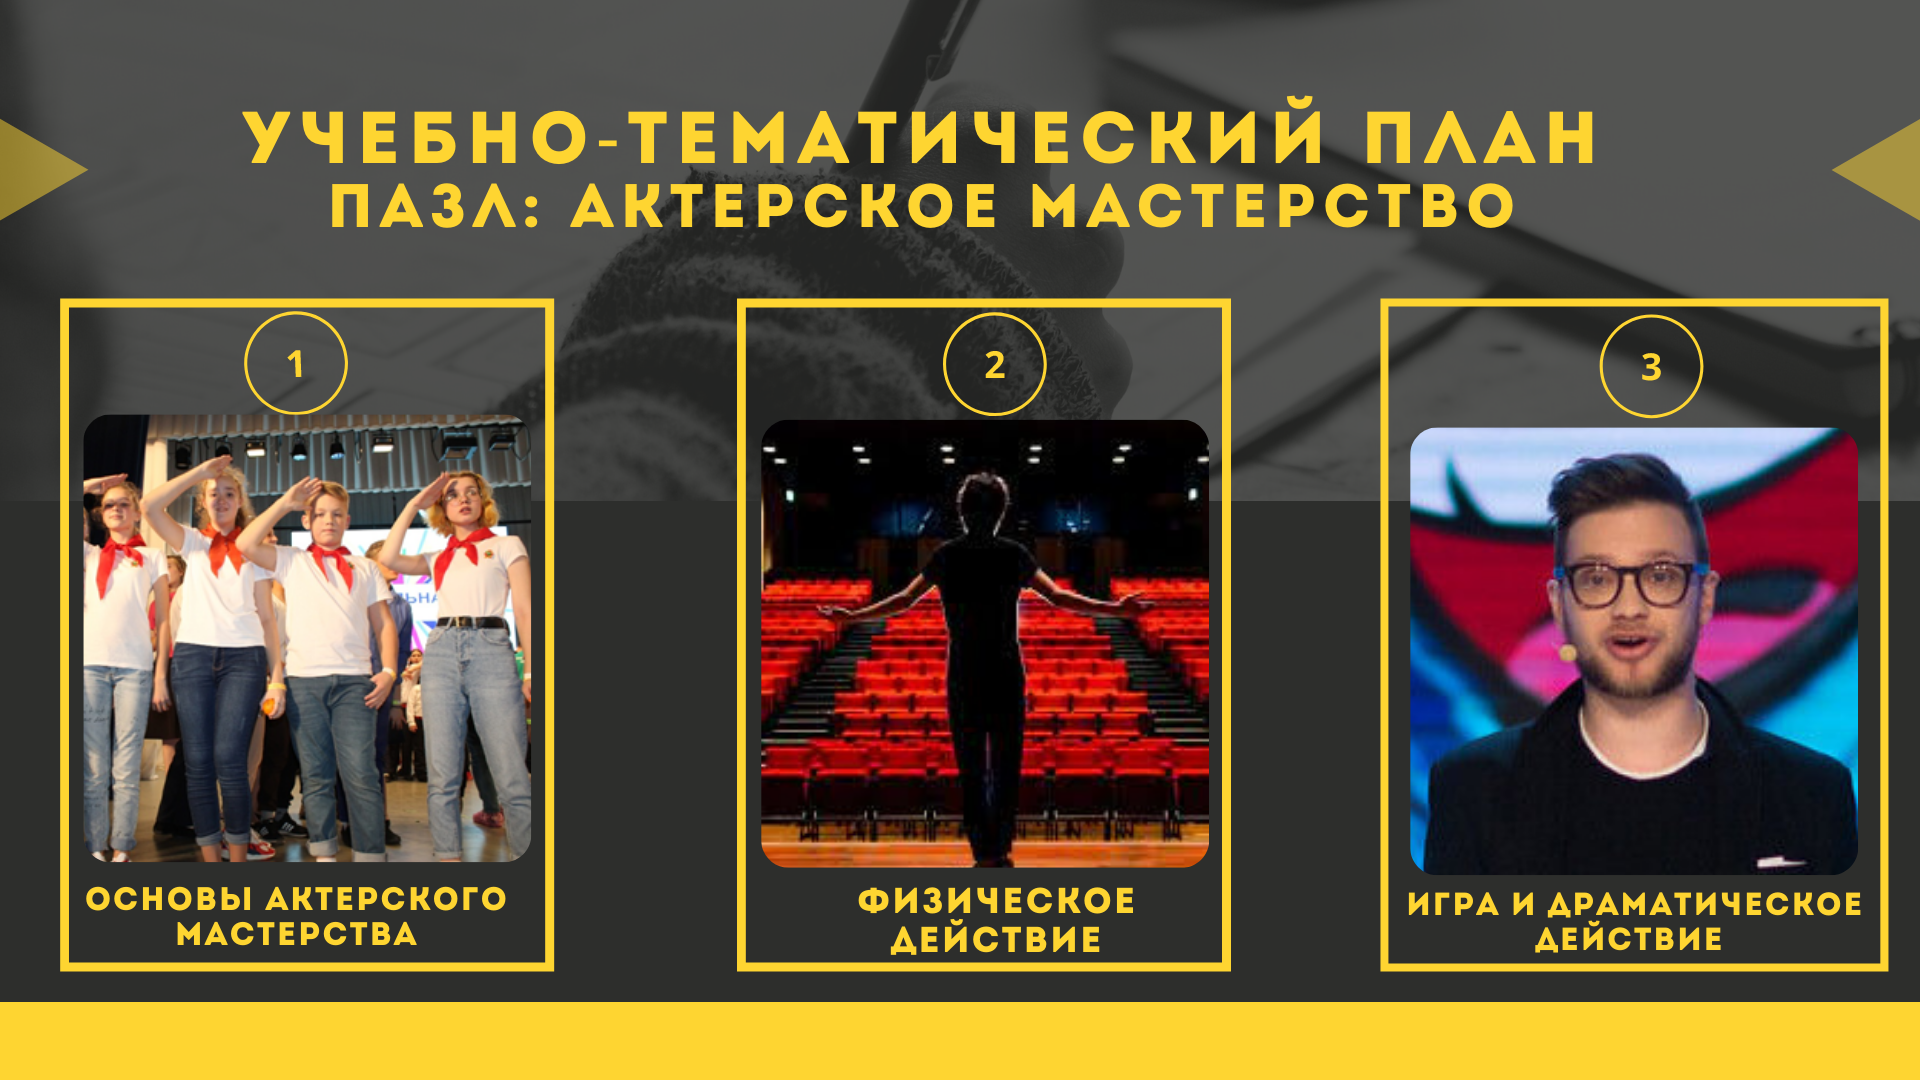 УЧЕБНО-ТЕМАТИЧЕСКИЙ ПЛАН
ПАЗЛ: АКТЕРСКОЕ МАСТЕРСТВО
1
ОСНОВЫ АКТЕРСКОГО
МАСТЕРСТВА
2
ФИЗИЧЕСКОЕ
ДЕЙСТВИЕ
3
ИГРА И ДРАМАТИЧЕСКОЕ
ДЕЙСТВИЕ